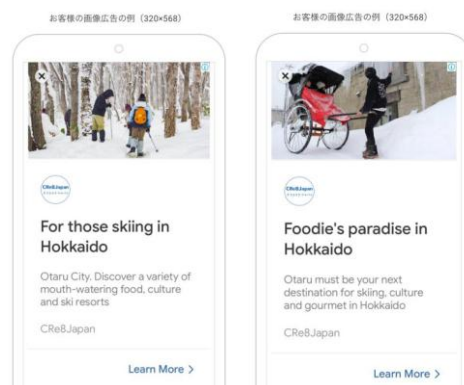 お客様の画像広告の例（320×568）
CRe8Japan
For those skiing in
Hokkaido
Otaru City. Discover a variety of
mouth-watering food, culture
and ski resorts
CRe8Japan
Learn More >
お客様の画像広告の例（320×568）
CRe8Japan
Foodie's paradise in
Hokkaido
Otaru must be your next
destination for skiing, culture
and gourmet in Hokkaido
CRe8Japan
Learn More >